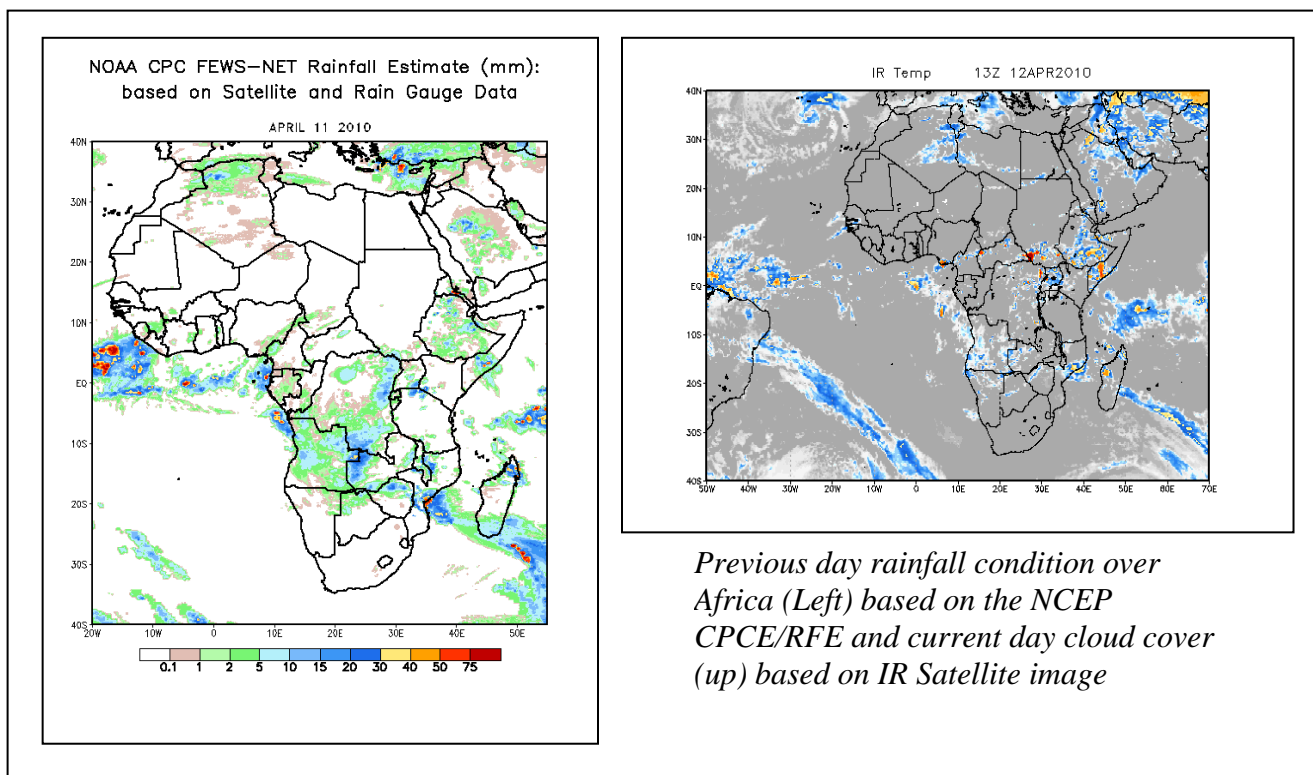 NOAA CPC FEWS-NET Rainfall Estimate (mm):
based on Satellite and Rain Gauge Data
APRIL 11 2010
40N
30N
20N
10N
EQ
10S
20S
30S
40S
20W 10W 0 10E 20E 30E 40E 50E
0.1 1 2 5 10 15 20 30 40 50 75
IR Temp 13Z 12APR2010
40N
30N
20N
10N
EQ
10S
20S
30S
40S
50W 40W 30W 20W 10W 0 10E 20E 30E 40E 50E 60E 70E
Previous day rainfall condition over
Africa (Left) based on the NCEP
CPCE/RFE and current day cloud cover
(up) based on IR Satellite image